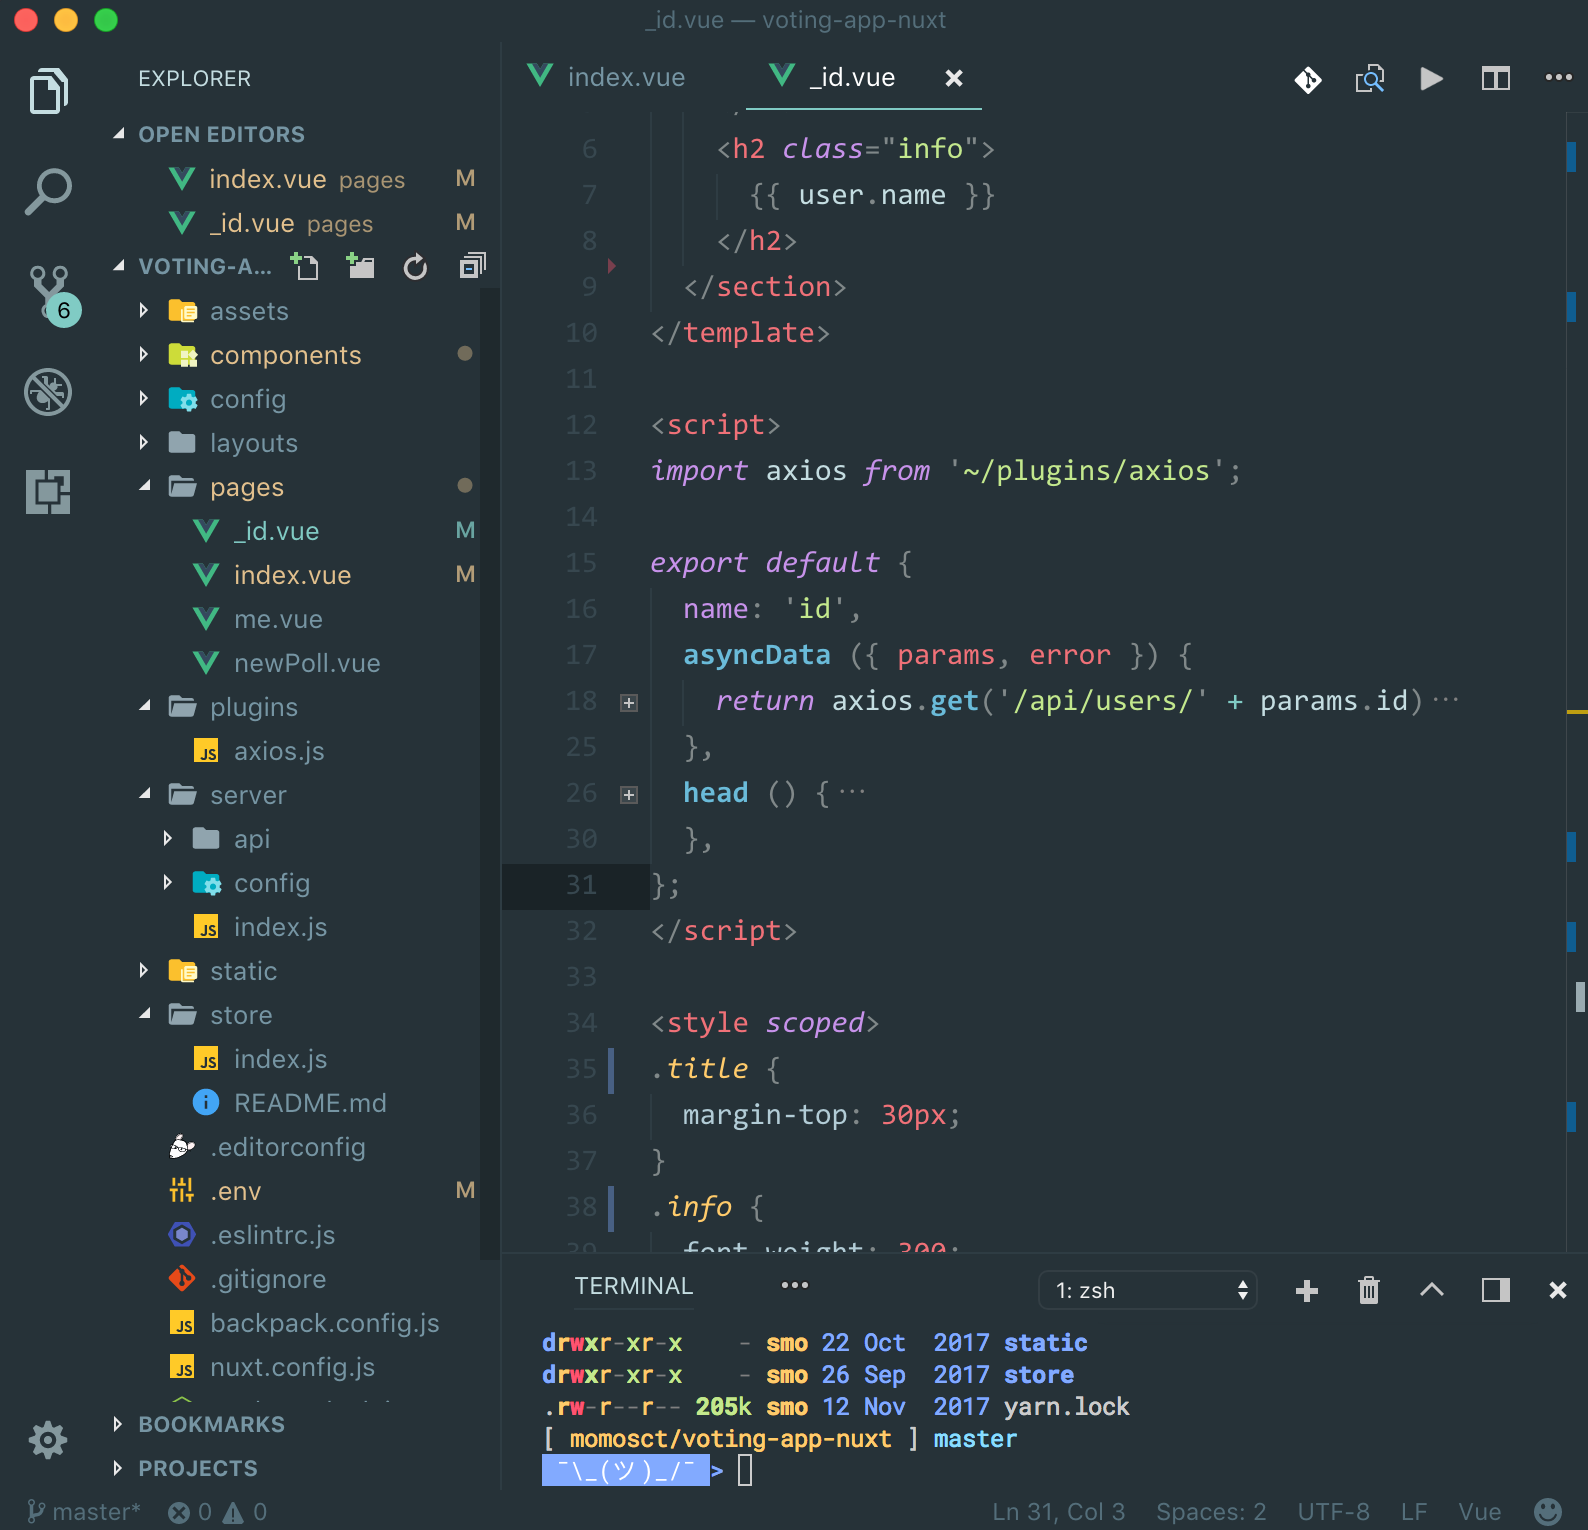 _id.vue — voting-app-nuxt
EXPLORER
OPEN EDITORS
index.vue pages M
_id.vue pages M
VOTING-A...
6
assets
components
config
layouts
pages
_id.vue M
index.vue M
me.vue
newPoll.vue
plugins
JS axios.js
server
api
config
JS index.js
static
store
JS index.js
README.md
.editorconfig
.env M
.eslintrc.js
.gitignore
JS backpack.config.js
JS nuxt.config.js
BOOKMARKS
PROJECTS
index.vue
_id.vue
6 <h2 class="info">
7 {{ user.name }}
8 </h2>
9 </section>
10 </template>
11
12 <script>
13 import axios from '~/plugins/axios';
14
15 export default {
16 name: 'id',
17 asyncData ({ params, error }) {
18 return axios.get('/api/users/' + params.id)···
25 },
26 head () {···
30 },
31 };
32 </script>
33
34 <style scoped>
35 .title {
36 margin-top: 30px;
37 }
38 .info {
39 font-weight: 300;
TERMINAL
1: zsh
drwxr-xr-x - smo 22 Oct 2017 static
drwxr-xr-x - smo 26 Sep 2017 store
.rw-r--r-- 205k smo 12 Nov 2017 yarn.lock
[ momosct/voting-app-nuxt ] master
¯\_(ツ)_/¯ >
master* 0 0 Ln 31, Col 3 Spaces: 2 UTF-8 LF Vue